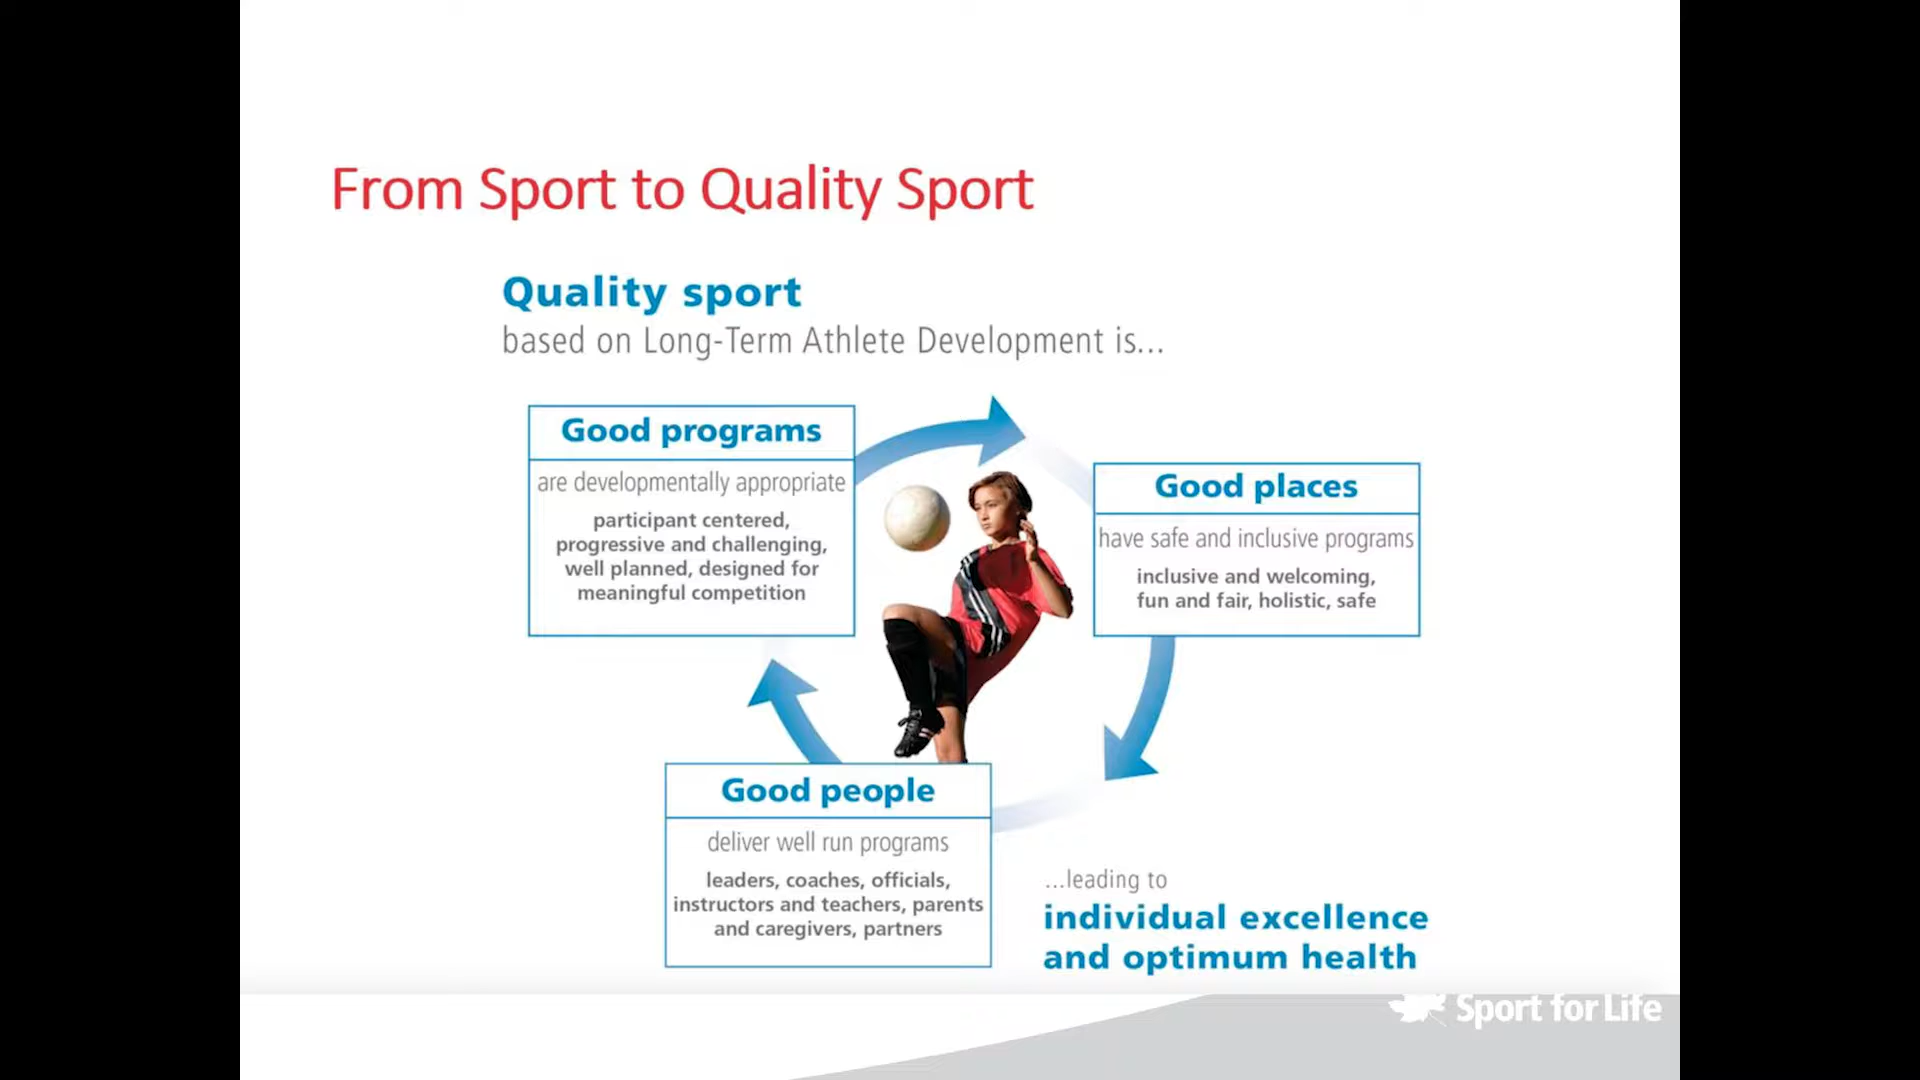 From Sport to Quality Sport
Quality sport
based on Long-Term Athlete Development is...
Good programs
are developmentally appropriate
participant centered,
progressive and challenging,
well planned, designed for
meaningful competition
Good places
have safe and inclusive programs
inclusive and welcoming,
fun and fair, holistic, safe
Good people
deliver well run programs
leaders, coaches, officials,
instructors and teachers, parents
and caregivers, partners
...leading to
individual excellence
and optimum health
Sport for Life